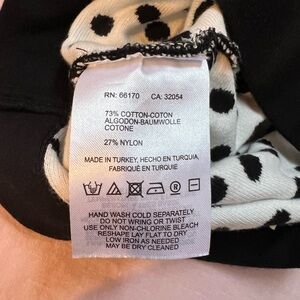 RN: 66170 CA: 32054
73% COTTON-COTON
ALGODON-BAUMWOLLE
COTONE
27% NYLON
MADE IN TURKEY, HECHO EN TURQUIA,
FABRIQUÉ EN TURQUIE
HAND WASH COLD SEPARATELY
DO NOT WRING OR TWIST
USE ONLY NON-CHLORINE BLEACH
RESHAPE LAY FLAT TO DRY
LOW IRON AS NEEDED
MAY BE DRY CLEANED